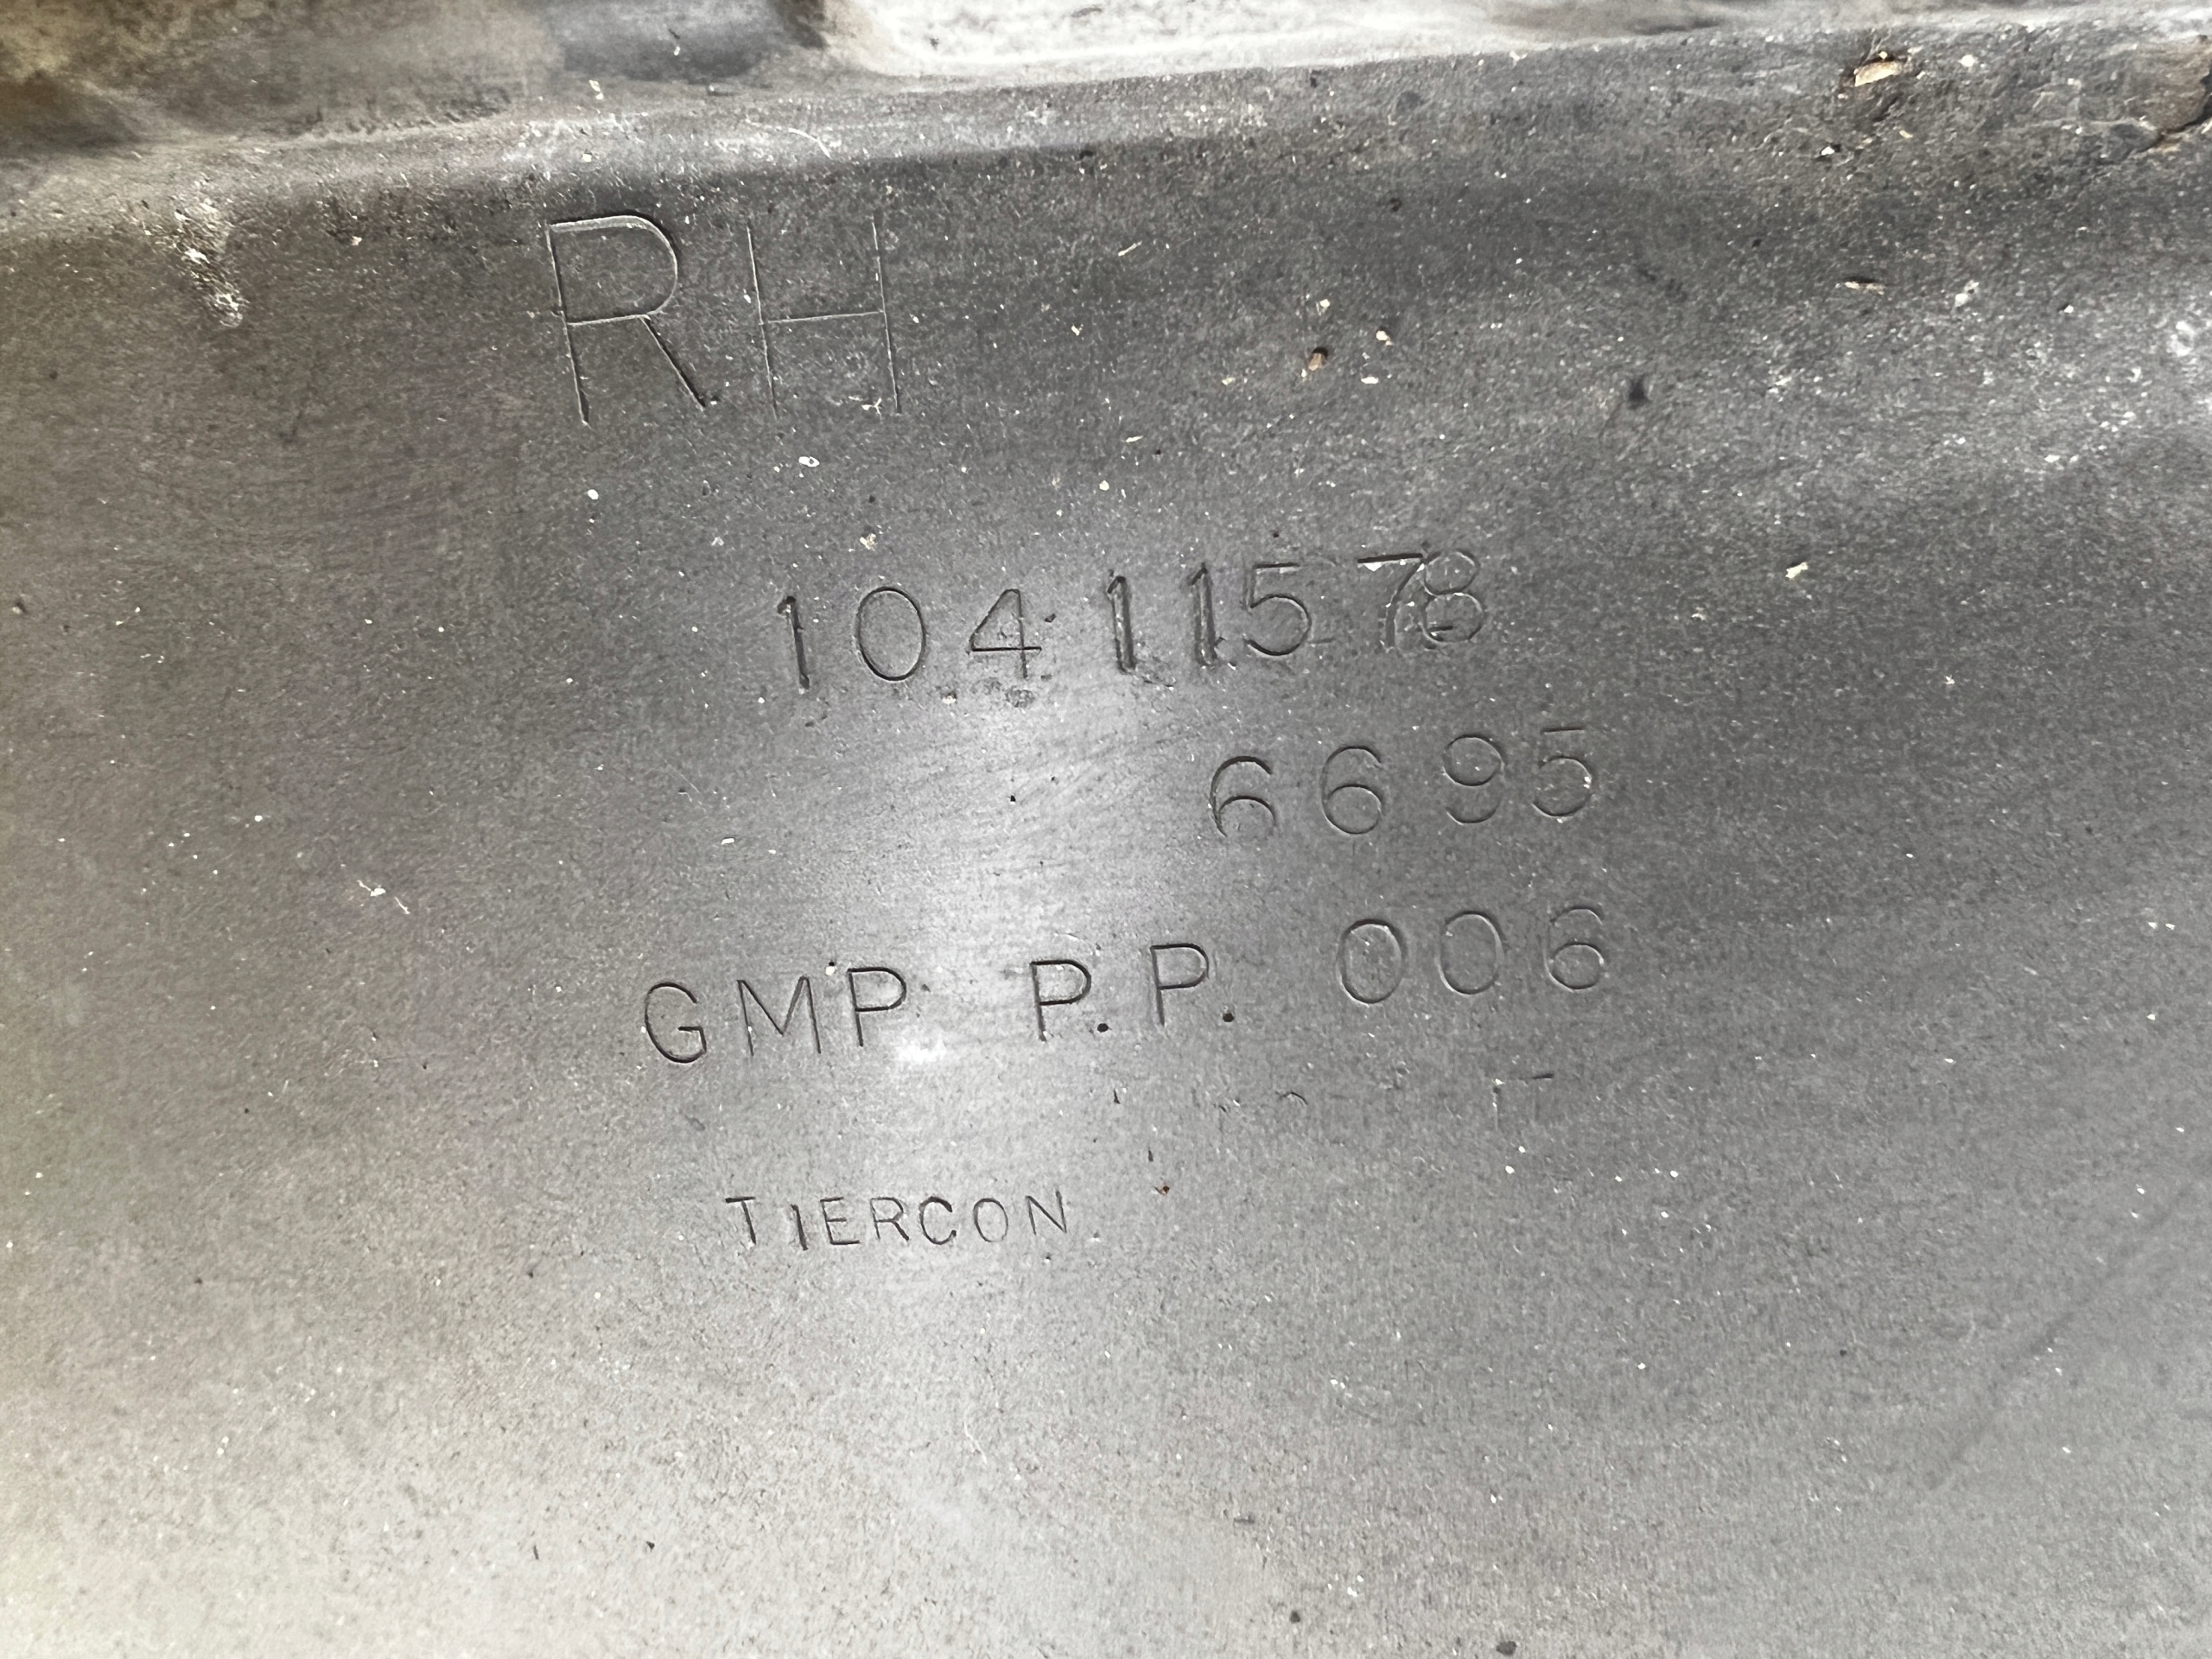 RH
10411578
6695
GMP P.P. 006
TIERCON